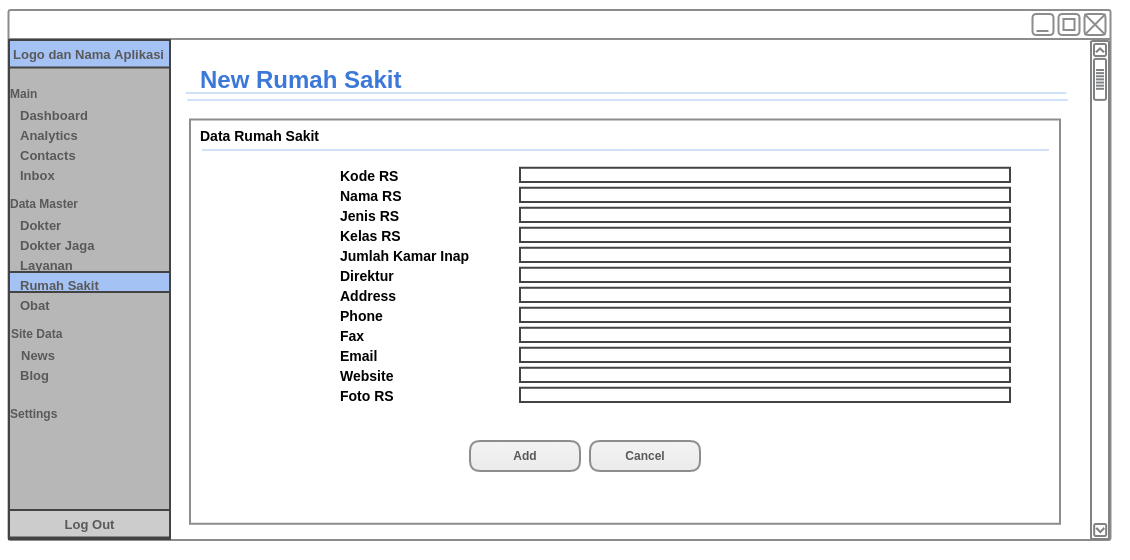 Logo dan Nama Aplikasi
Main
Dashboard
Analytics
Contacts
Inbox
Data Master
Dokter
Dokter Jaga
Layanan
Rumah Sakit
Obat
Site Data
News
Blog
Settings
Log Out
New Rumah Sakit
Data Rumah Sakit
Kode RS
Nama RS
Jenis RS
Kelas RS
Jumlah Kamar Inap
Direktur
Address
Phone
Fax
Email
Website
Foto RS
Add Cancel